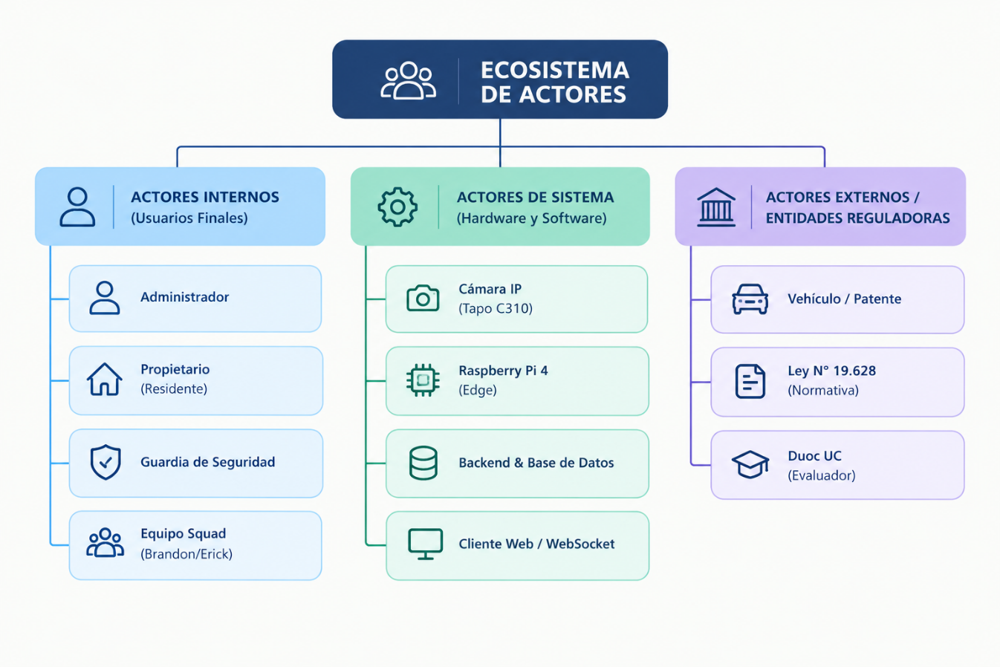 ECOSISTEMA
DE ACTORES
ACTORES INTERNOS
(Usuarios Finales)
Administrador
Propietario
(Residente)
Guardia de Seguridad
Equipo Squad
(Brandon/Erick)
ACTORES DE SISTEMA
(Hardware y Software)
Cámara IP
(Tapo C310)
Raspberry Pi 4
(Edge)
Backend & Base de Datos
Cliente Web / WebSocket
ACTORES EXTERNOS /
ENTIDADES REGULADORAS
Vehículo / Patente
Ley N° 19.628
(Normativa)
Duoc UC
(Evaluador)